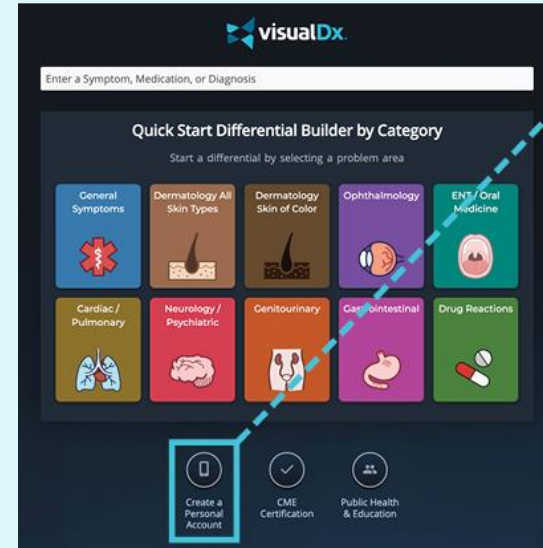 visualDx.
Enter a Symptom, Medication, or Diagnosis
Quick Start Differential Builder by Category
Start a differential by selecting a problem area
General
Symptoms
Dermatology All
Skin Types
Dermatology
Skin of Color
Ophthalmology
ENT / Oral
Medicine
Cardiac /
Pulmonary
Neurology /
Psychiatric
Genitourinary
Gastrointestinal
Drug Reactions
Create a
Personal
Account
CME
Certification
Public Health
& Education